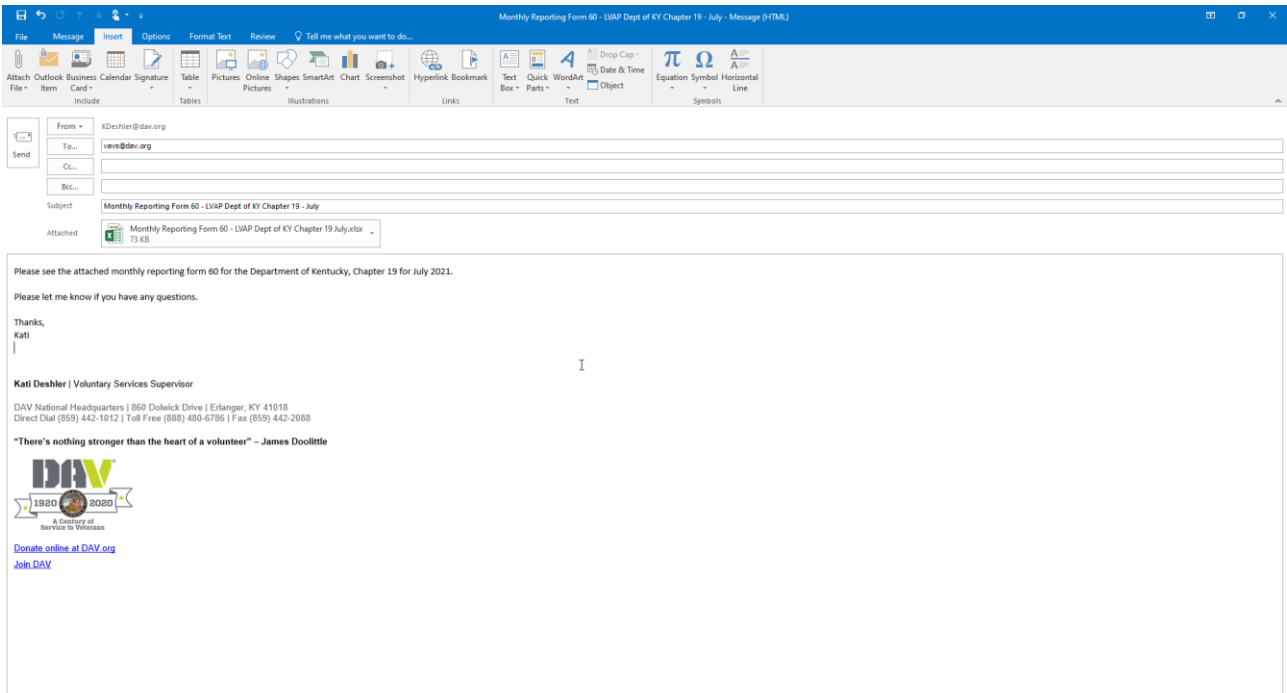 Monthly Reporting Form 60 - LVAP Dept of KY Chapter 19 - July - Message (HTML)
File Message Insert Options Format Text Review Tell me what you want to do...
Attach File Outlook Item Business Card Calendar Signature Table Pictures Online Pictures Shapes SmartArt Chart Screenshot Hyperlink Bookmark Text Box Quick Parts WordArt Drop Cap Date & Time Object Equation Symbol Horizontal Line
Include Tables Illustrations Links Text Symbols
Send
From KDeshler@dav.org
To... vavs@dav.org
Cc...
Bcc...
Subject Monthly Reporting Form 60 - LVAP Dept of KY Chapter 19 - July
Attached Monthly Reporting Form 60 - LVAP Dept of KY Chapter 19 July.xlsx
73 KB
Please see the attached monthly reporting form 60 for the Department of Kentucky, Chapter 19 for July 2021.
Please let me know if you have any questions.
Thanks,
Kati
Kati Deshler | Voluntary Services Supervisor
DAV National Headquarters | 860 Dolwick Drive | Erlanger, KY 41018
Direct Dial (859) 442-1012 | Toll Free (888) 480-6786 | Fax (859) 442-2088
“There’s nothing stronger than the heart of a volunteer” – James Doolittle
DAV
1920 2020
A Century of
Service to Veterans
Donate online at DAV.org
Join DAV